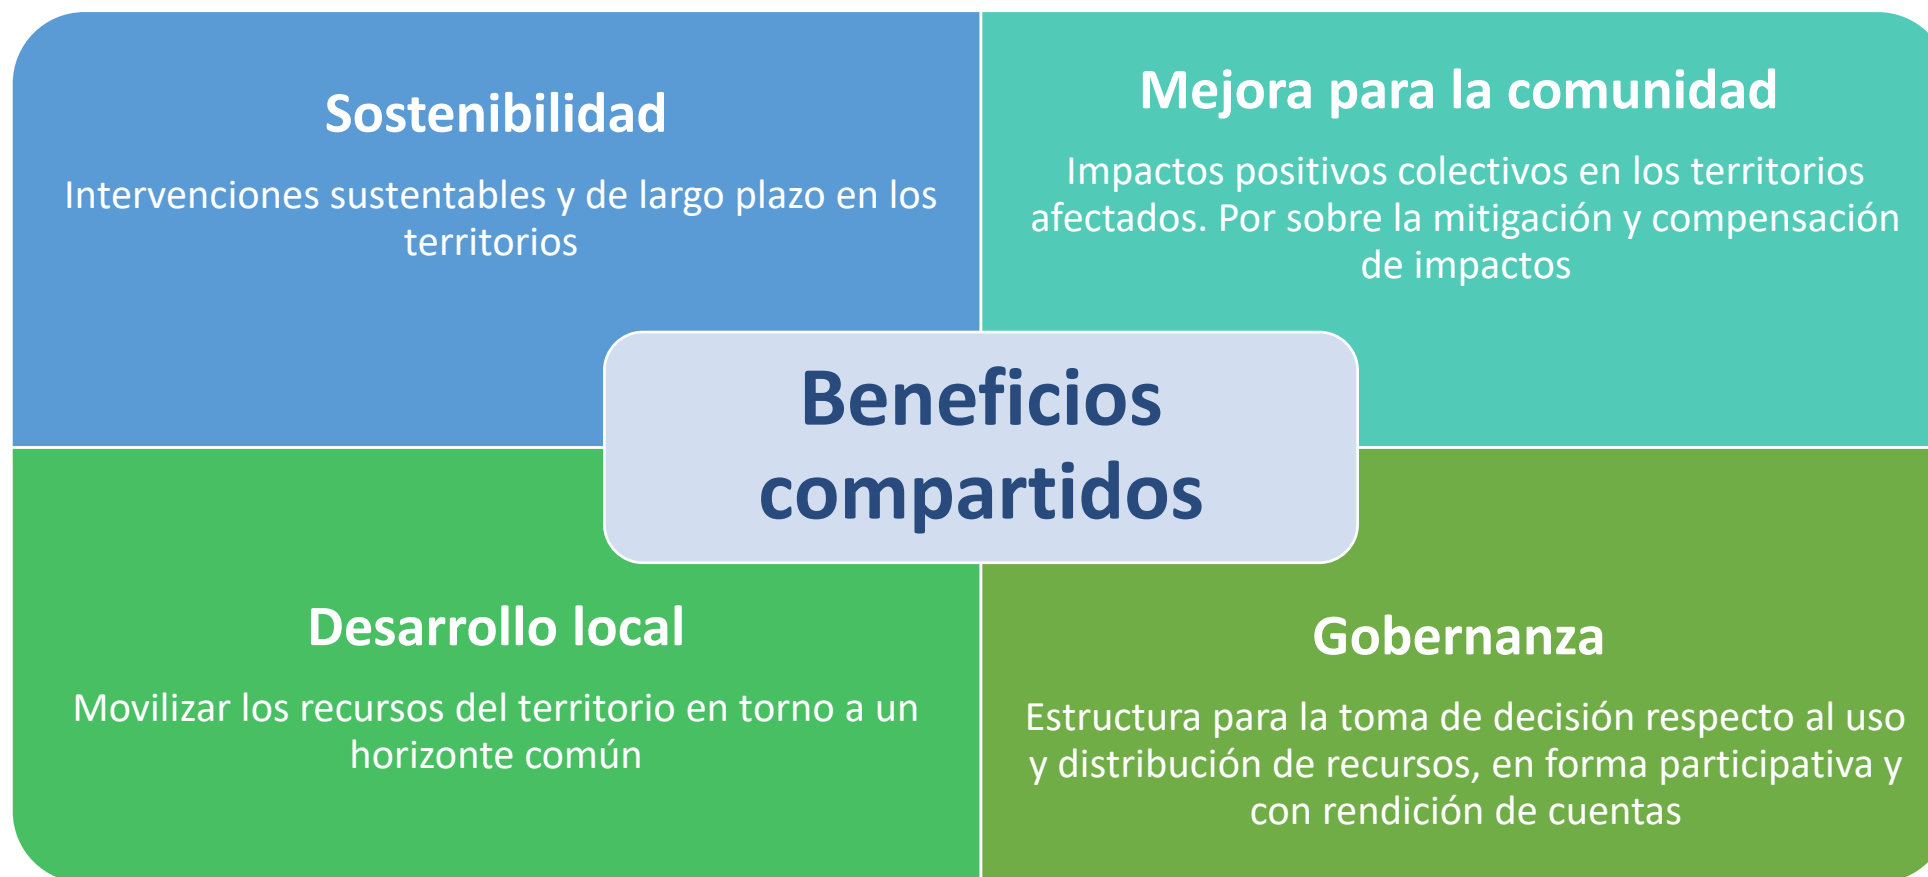 Sostenibilidad
Intervenciones sustentables y de largo plazo en los
territorios
Mejora para la comunidad
Impactos positivos colectivos en los territorios
afectados. Por sobre la mitigación y compensación
de impactos
Beneficios
compartidos
Desarrollo local
Movilizar los recursos del territorio en torno a un
horizonte común
Gobernanza
Estructura para la toma de decisión respecto al uso
y distribución de recursos, en forma participativa y
con rendición de cuentas